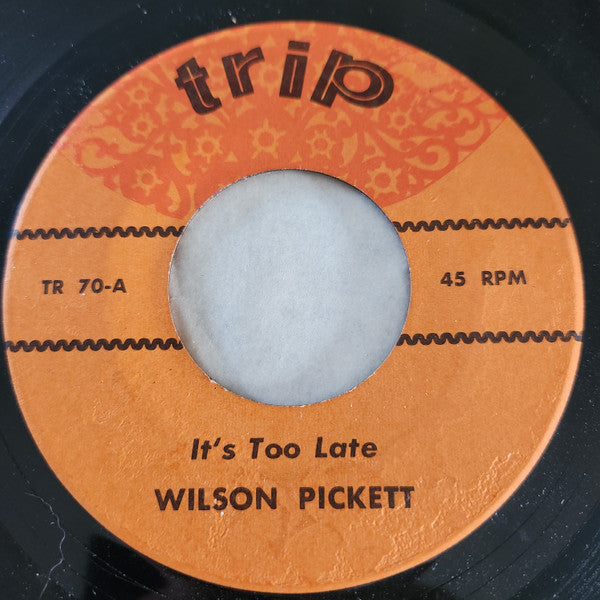 trip
TR 70-A
45 RPM
It's Too Late
WILSON PICKETT